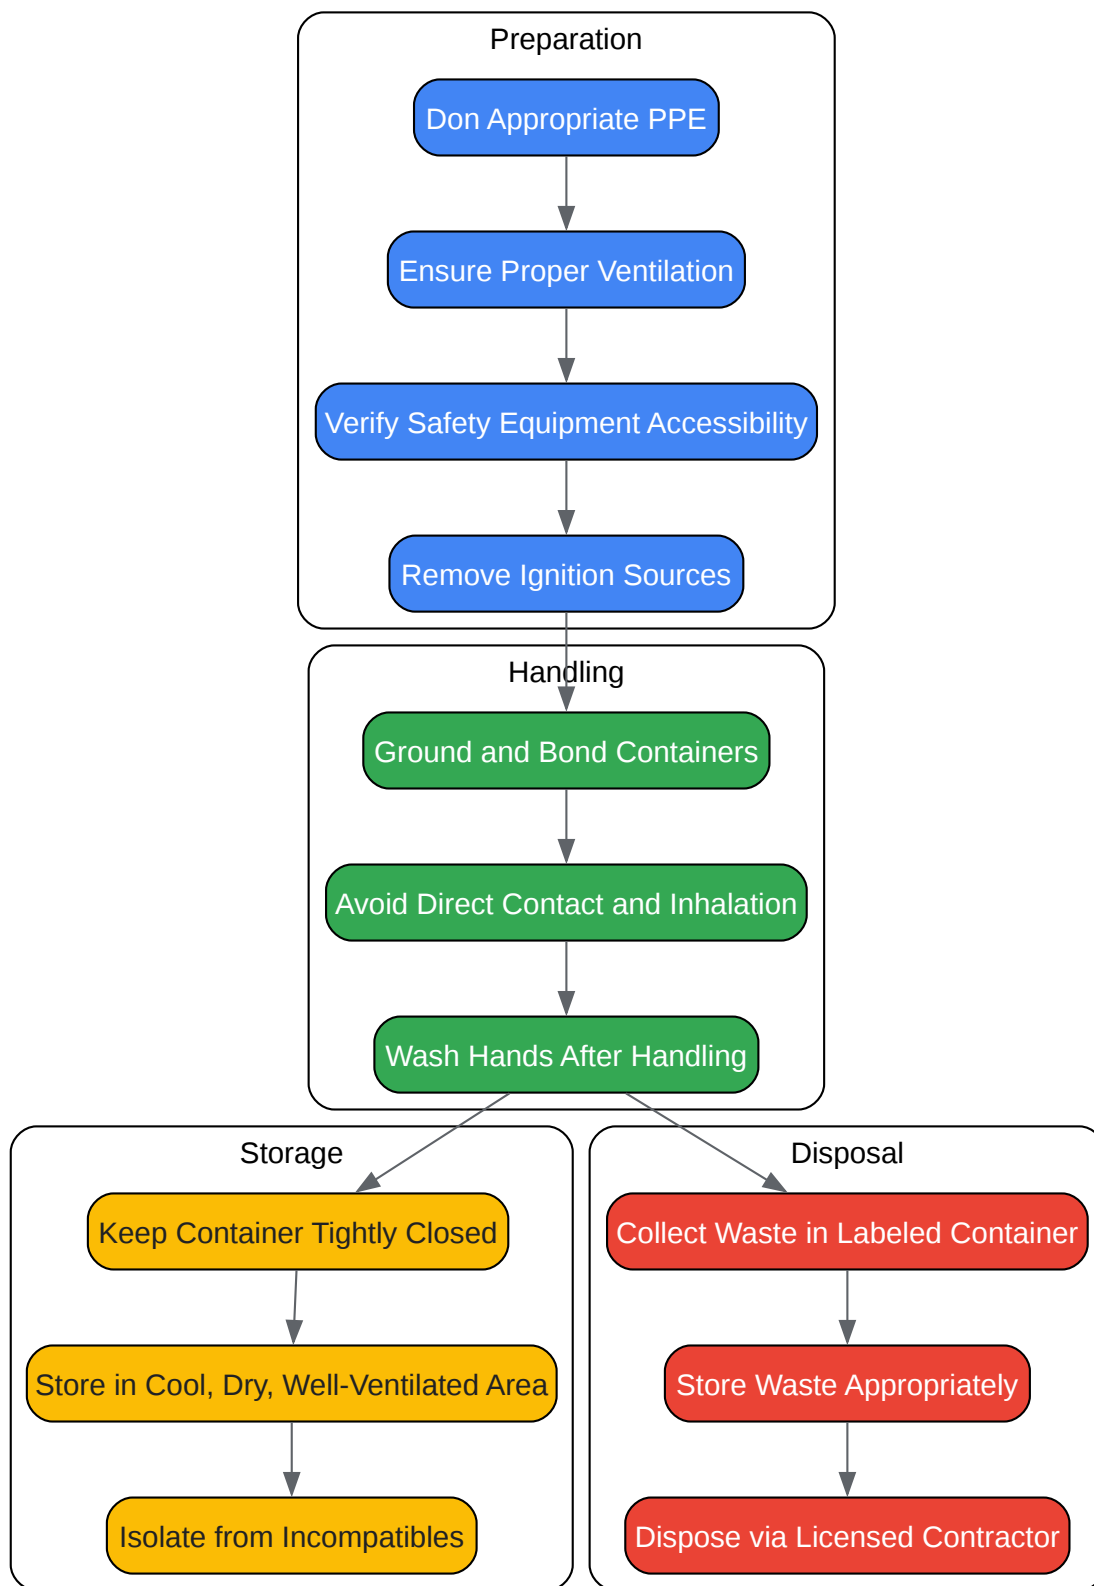 Preparation
Don Appropriate PPE
Ensure Proper Ventilation
Verify Safety Equipment Accessibility
Remove Ignition Sources
Handling
Ground and Bond Containers
Avoid Direct Contact and Inhalation
Wash Hands After Handling
Storage
Keep Container Tightly Closed
Store in Cool, Dry, Well-Ventilated Area
Isolate from Incompatibles
Disposal
Collect Waste in Labeled Container
Store Waste Appropriately
Dispose via Licensed Contractor